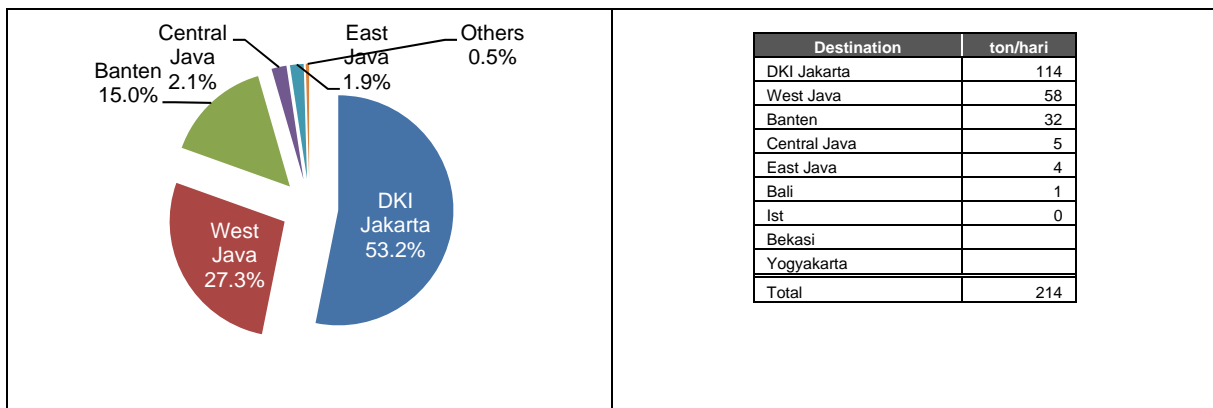 Central
Java
2.1%
East
Java
1.9%
Others
0.5%
Banten
15.0%
DKI
Jakarta
53.2%
West
Java
27.3%
Destination ton/hari
DKI Jakarta 114
West Java 58
Banten 32
Central Java 5
East Java 4
Bali 1
Ist 0
Bekasi
Yogyakarta
Total 214